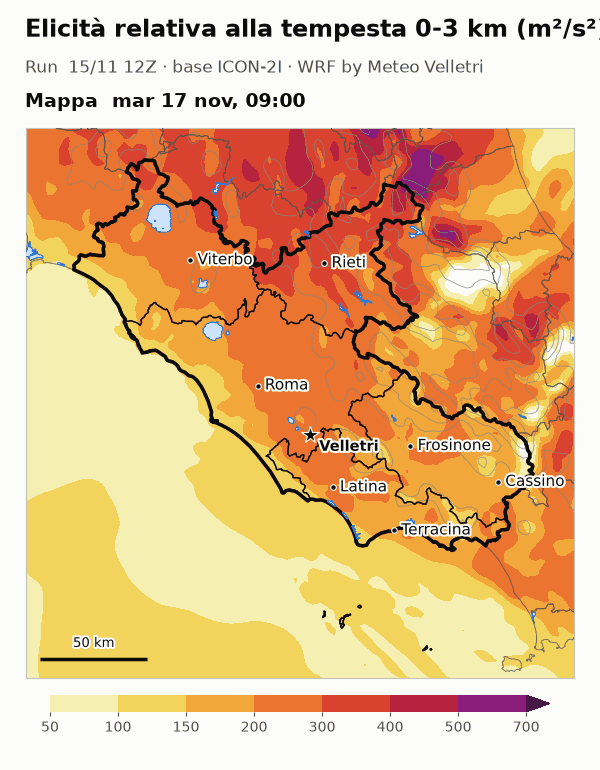 Elicità relativa alla tempesta 0-3 km (m²/s²)
Run 15/11 12Z · base ICON-2I · WRF by Meteo Velletri
Mappa mar 17 nov, 09:00
Viterbo
Rieti
Roma
Velletri
Frosinone
Cassino
Latina
Terracina
50 km
50 100 150 200 300 400 500 700